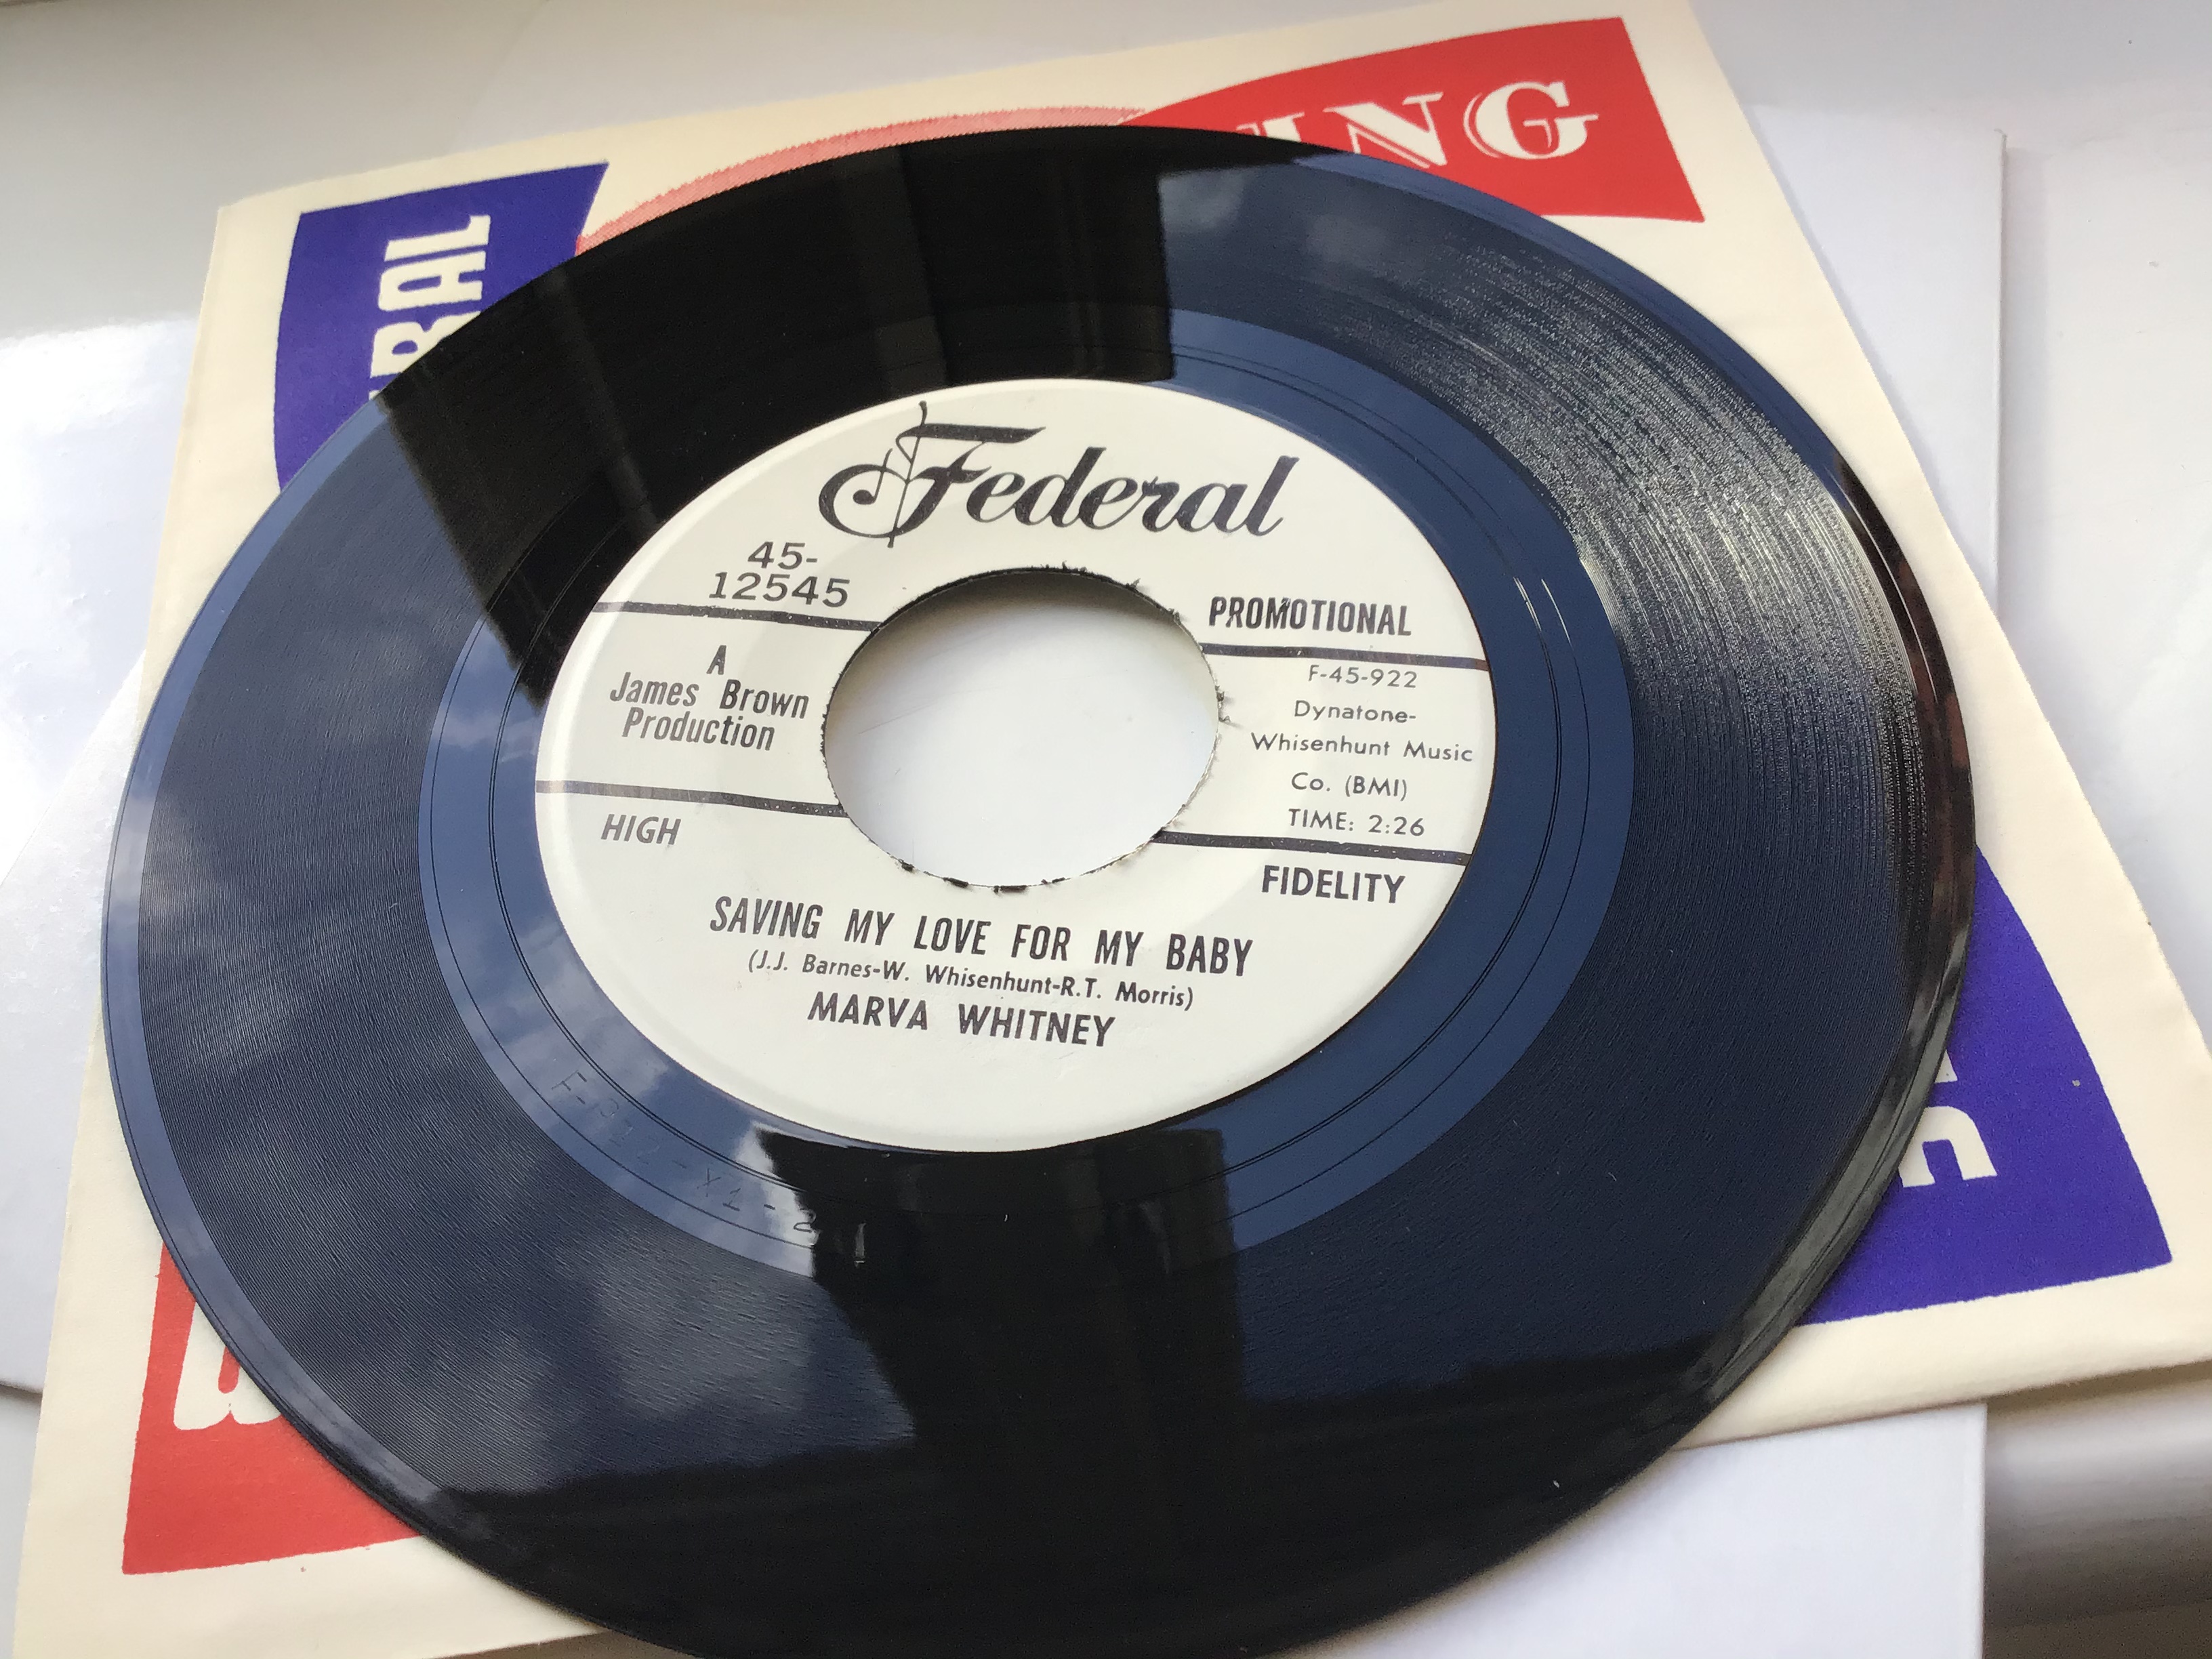 ING
Federal
45-
12545
PROMOTIONAL
A
James Brown
Production
F-45-922
Dynatone-
Whisenhunt Music
Co. (BMI)
TIME: 2:26
HIGH
FIDELITY
SAVING MY LOVE FOR MY BABY
(J.J. Barnes-W. Whisenhunt-R.T. Morris)
MARVA WHITNEY